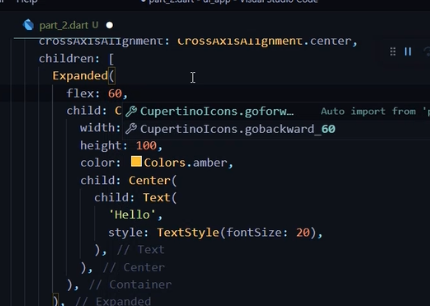 Help part_2.dart - ui_app - Visual Studio Code
part_2.dart U
crossAxisAlignment: CrossAxisAlignment.center,
children: [
Expanded(
flex: 60,
child: C CupertinoIcons.goforw… Auto import from 'p
width: CupertinoIcons.gobackward_60
height: 100,
color: Colors.amber,
child: Center(
child: Text(
'Hello',
style: TextStyle(fontSize: 20),
), // Text
), // Center
), // Container
), // Expanded